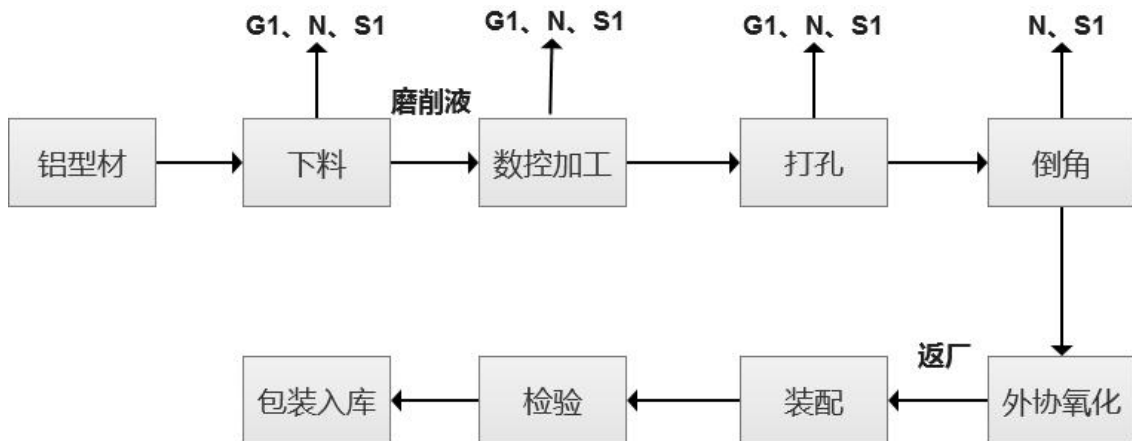 G1、N、S1
G1、N、S1
G1、N、S1
N、S1
磨削液
铝型材
下料
数控加工
打孔
倒角
返厂
包装入库
检验
装配
外协氧化